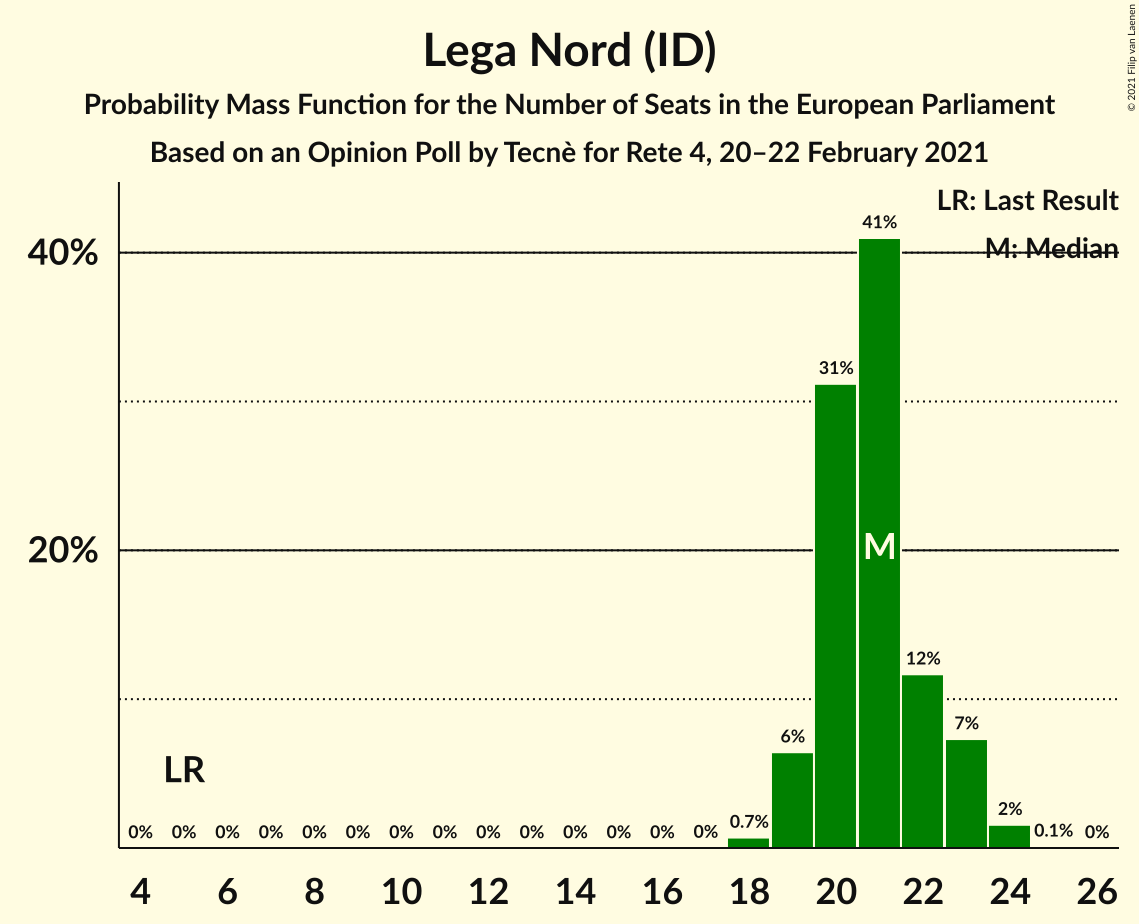 Lega Nord (ID)
Probability Mass Function for the Number of Seats in the European Parliament
Based on an Opinion Poll by Tecnè for Rete 4, 20–22 February 2021
© 2021 Filip van Laenen
LR: Last Result
M: Median
40%
20%
41%
31%
M
12%
7%
6%
LR
2%
0% 0% 0% 0% 0% 0% 0% 0% 0% 0% 0% 0% 0% 0% 0.7% 0.1% 0%
4 6 8 10 12 14 16 18 20 22 24 26